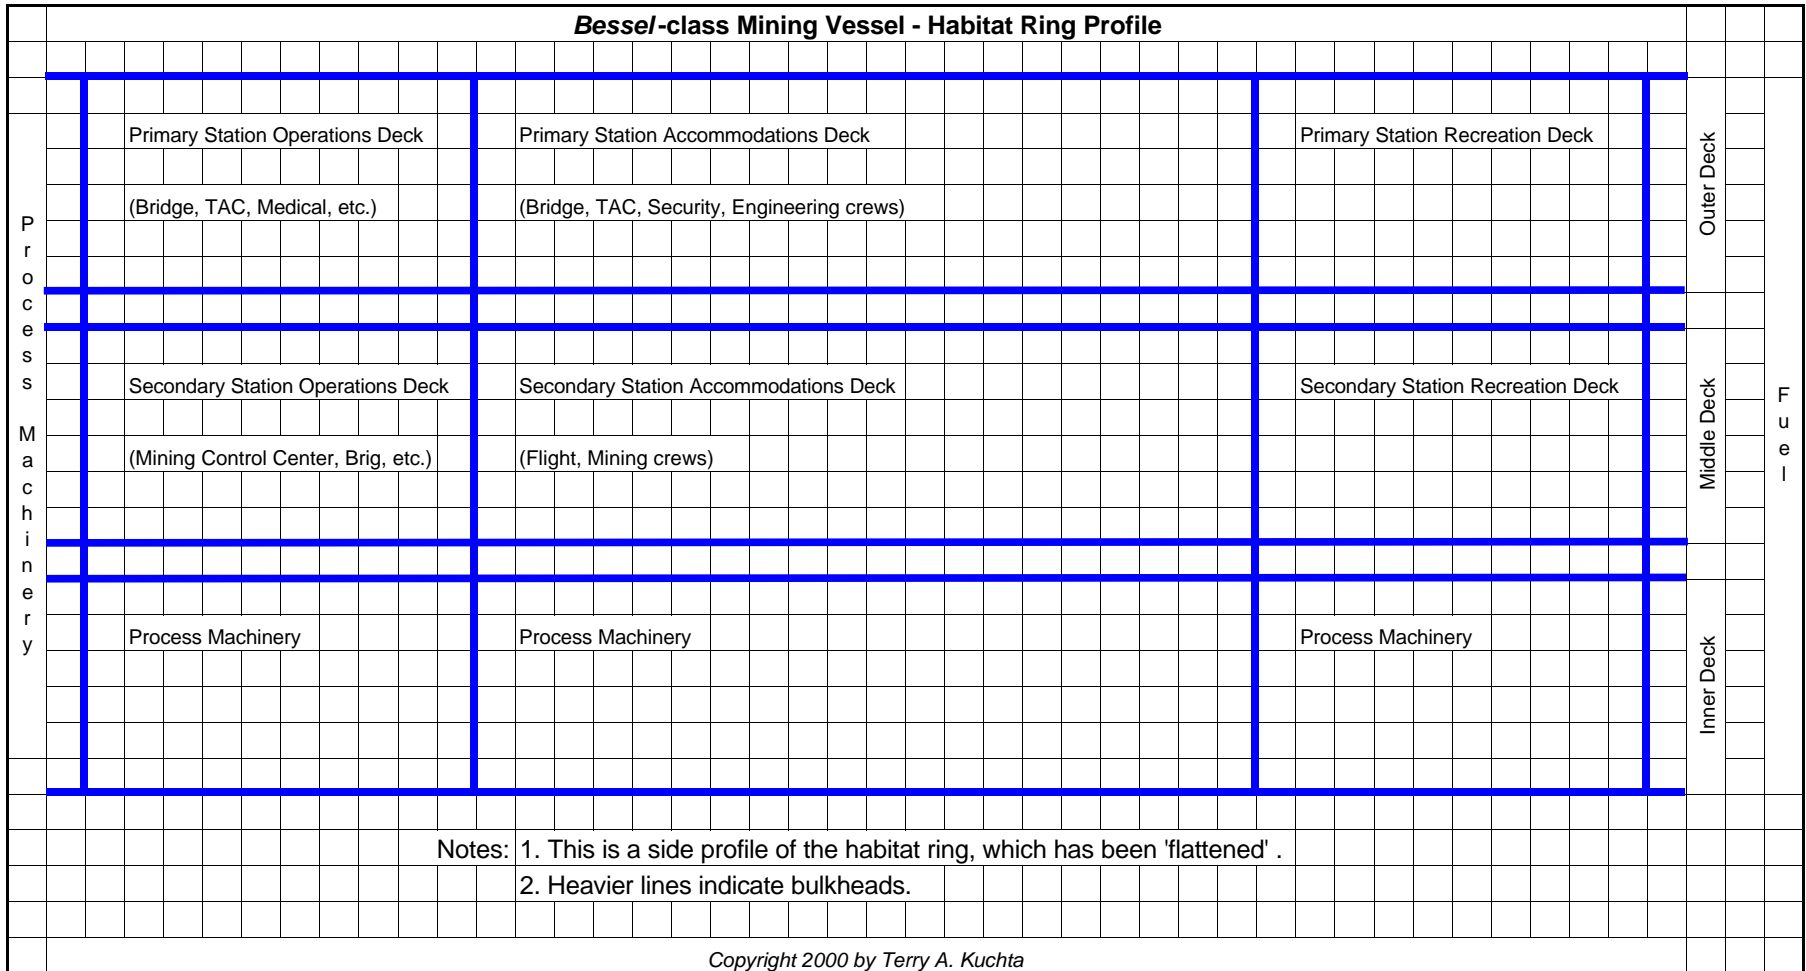 Bessel-class Mining Vessel - Habitat Ring Profile
Primary Station Operations Deck
Primary Station Accommodations Deck
Primary Station Recreation Deck
Outer Deck
(Bridge, TAC, Medical, etc.)
(Bridge, TAC, Security, Engineering crews)
Process Machinery
Secondary Station Operations Deck
Secondary Station Accommodations Deck
Secondary Station Recreation Deck
Middle Deck
Fuel
(Mining Control Center, Brig, etc.)
(Flight, Mining crews)
Process Machinery
Process Machinery
Process Machinery
Inner Deck
Notes: 1. This is a side profile of the habitat ring, which has been 'flattened' .
2. Heavier lines indicate bulkheads.
Copyright 2000 by Terry A. Kuchta